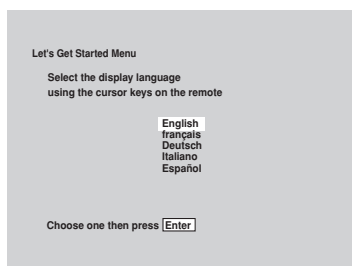 Let's Get Started Menu
Select the display language
using the cursor keys on the remote
English
français
Deutsch
Italiano
Español
Choose one then press Enter